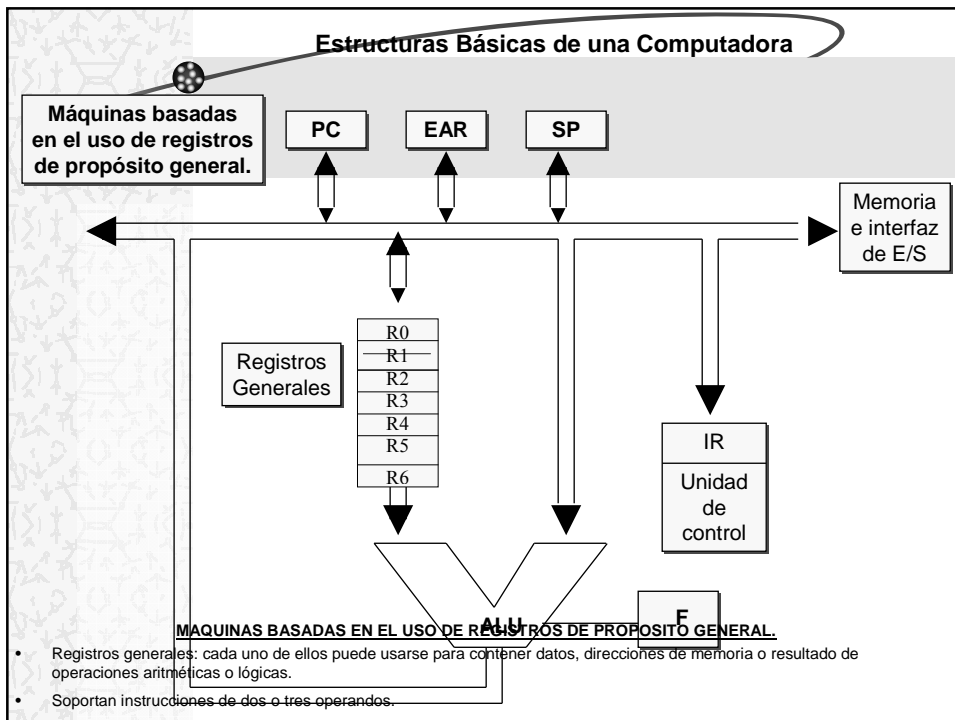 Estructuras Básicas de una Computadora
Máquinas basadas
en el uso de registros
de propósito general.
PC
EAR
SP
Memoria
e interfaz
de E/S
Registros
Generales
R0
R1
R2
R3
R4
R5
R6
IR
Unidad
de
control
ALU
F
MAQUINAS BASADAS EN EL USO DE REGISTROS DE PROPOSITO GENERAL.
• Registros generales: cada uno de ellos puede usarse para contener datos, direcciones de memoria o resultado de
operaciones aritméticas o lógicas.
• Soportan instrucciones de dos o tres operandos.